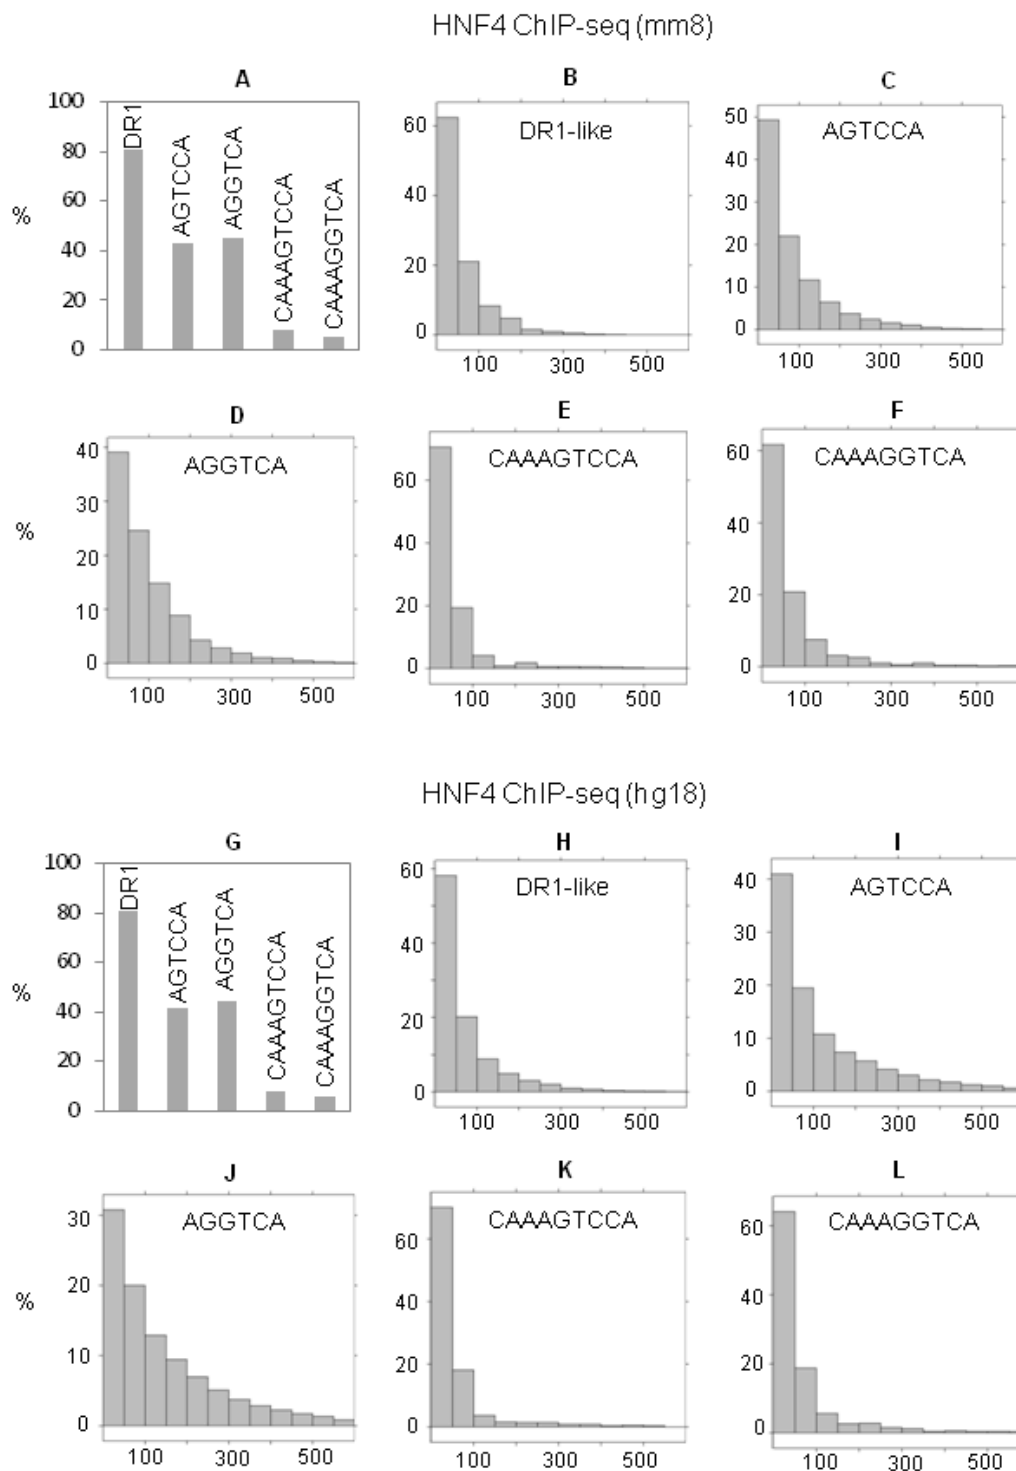 HNF4 ChIP-seq (mm8)
A
B
C
%
100
80
60
40
20
0
DR1
AGTCCA
AGGTCA
CAAAGTCCA
CAAAGGTCA
DR1-like
60
40
20
0
100 300 500
AGTCCA
50
40
30
20
10
0
100 300 500
D
E
F
%
AGGTCA
40
30
20
10
0
100 300 500
CAAAGTCCA
60
40
20
0
100 300 500
CAAAGGTCA
60
40
20
0
100 300 500
HNF4 ChIP-seq (hg18)
G
H
I
%
100
80
60
40
20
0
DR1
AGTCCA
AGGTCA
CAAAGTCCA
CAAAGGTCA
DR1-like
60
40
20
0
100 300 500
AGTCCA
40
30
20
10
0
100 300 500
J
K
L
%
AGGTCA
30
20
10
0
100 300 500
CAAAGTCCA
60
40
20
0
100 300 500
CAAAGGTCA
60
40
20
0
100 300 500